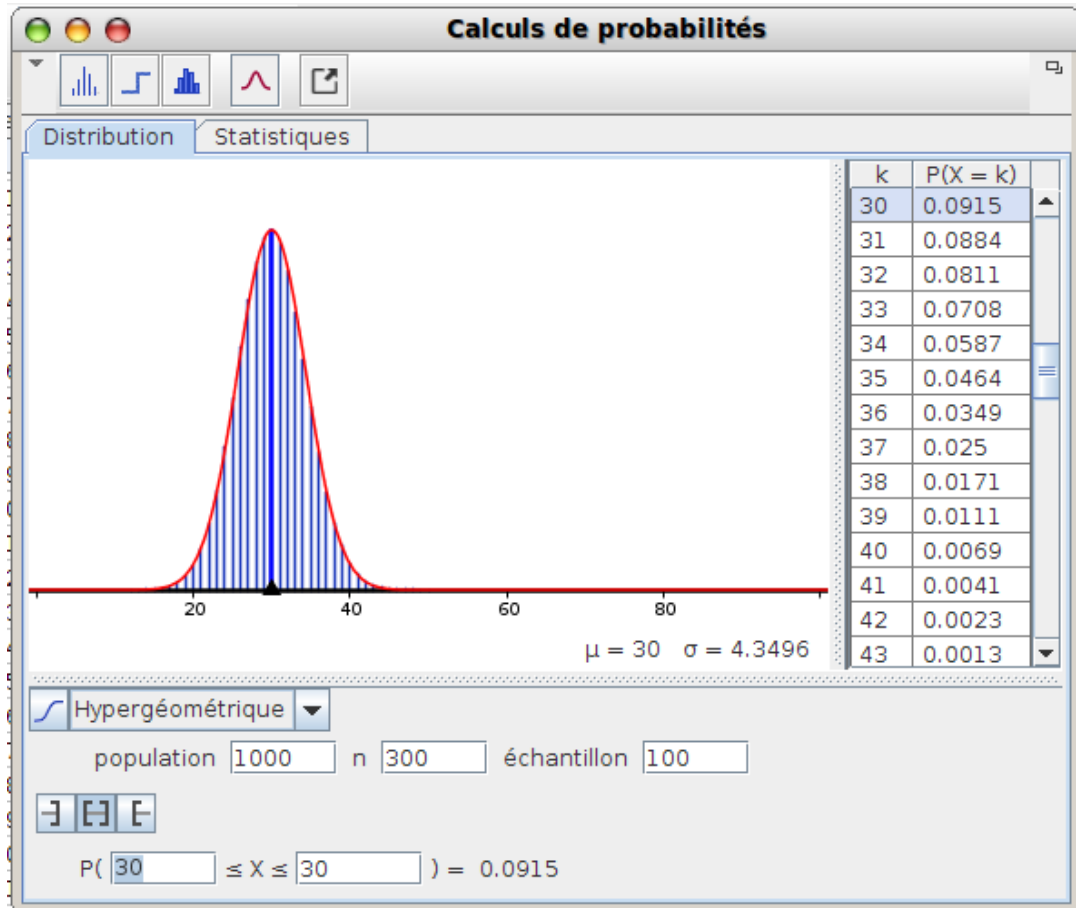 Calculs de probabilités
Distribution Statistiques
k P(X = k)
30 0.0915
31 0.0884
32 0.0811
33 0.0708
34 0.0587
35 0.0464
36 0.0349
37 0.025
38 0.0171
39 0.0111
40 0.0069
41 0.0041
42 0.0023
43 0.0013
20 40 60 80
μ = 30 σ = 4.3496
Hypergéométrique
population 1000 n 300 échantillon 100
P( 30 ≤ X ≤ 30 ) = 0.0915